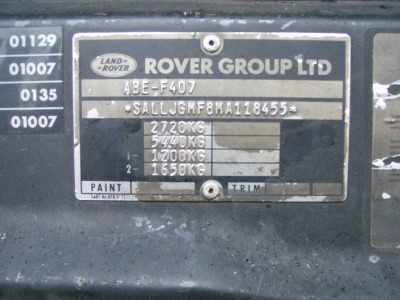 01129
01007
0135
01007
LAND-
ROVER
ROVER GROUP LTD
ABE-F407
*SALLJGMF8MA118455*
2720KG
5440KG
1- 1200KG
2- 1650KG
PAINT TRIM